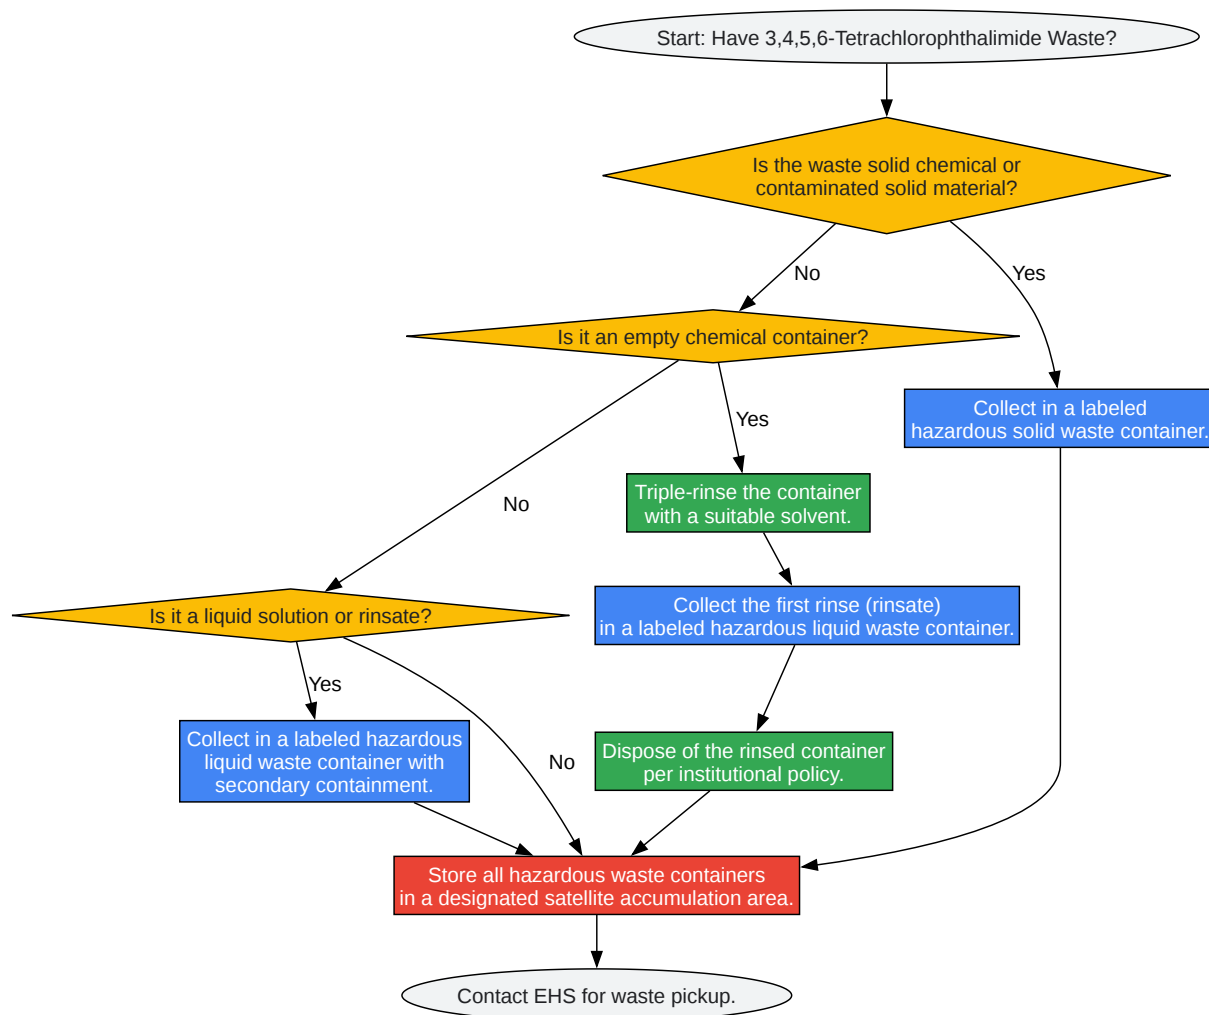 Start: Have 3,4,5,6-Tetrachlorophthalimide Waste?
Is the waste solid chemical or
contaminated solid material?
No
Yes
Is it an empty chemical container?
Collect in a labeled
hazardous solid waste container.
Yes
No
Triple-rinse the container
with a suitable solvent.
Is it a liquid solution or rinsate?
Collect the first rinse (rinsate)
in a labeled hazardous liquid waste container.
Yes
Collect in a labeled hazardous
liquid waste container with
secondary containment.
No
Dispose of the rinsed container
per institutional policy.
Store all hazardous waste containers
in a designated satellite accumulation area.
Contact EHS for waste pickup.